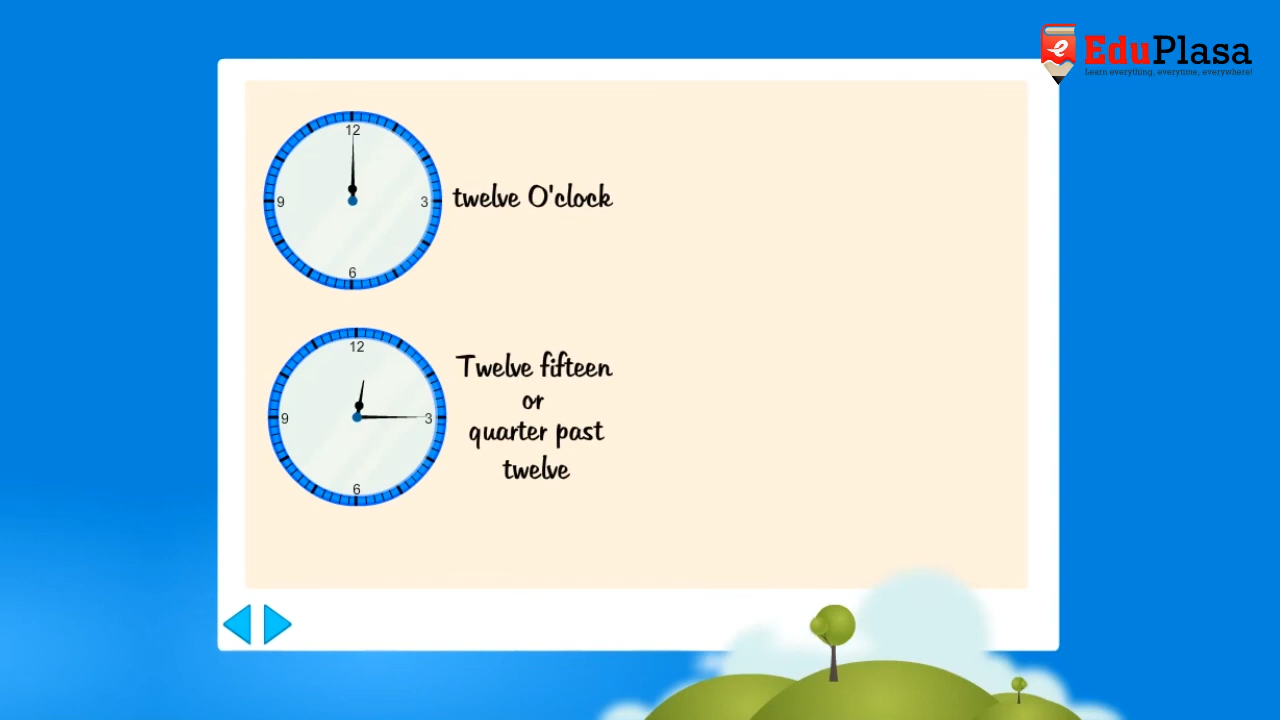 EduPlasa
Learn everything, everytime, everywhere!
12
9
3
6
twelve O'clock
12
9
3
6
Twelve fifteen
or
quarter past
twelve